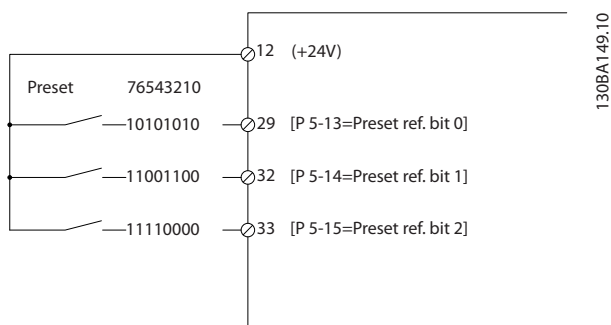 12 (+24V)
Preset 76543210
10101010 29 [P 5-13=Preset ref. bit 0]
11001100 32 [P 5-14=Preset ref. bit 1]
11110000 33 [P 5-15=Preset ref. bit 2]
130BA149.10